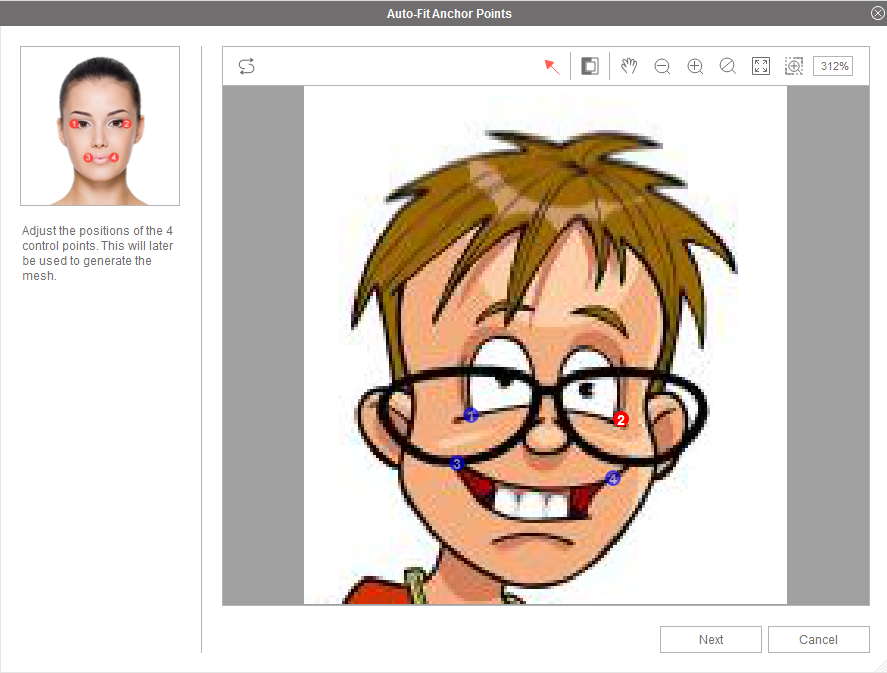 Auto-Fit Anchor Points
312%
1
2
3
4
Adjust the positions of the 4
control points. This will later
be used to generate the
mesh.
1
2
3
4
Next
Cancel